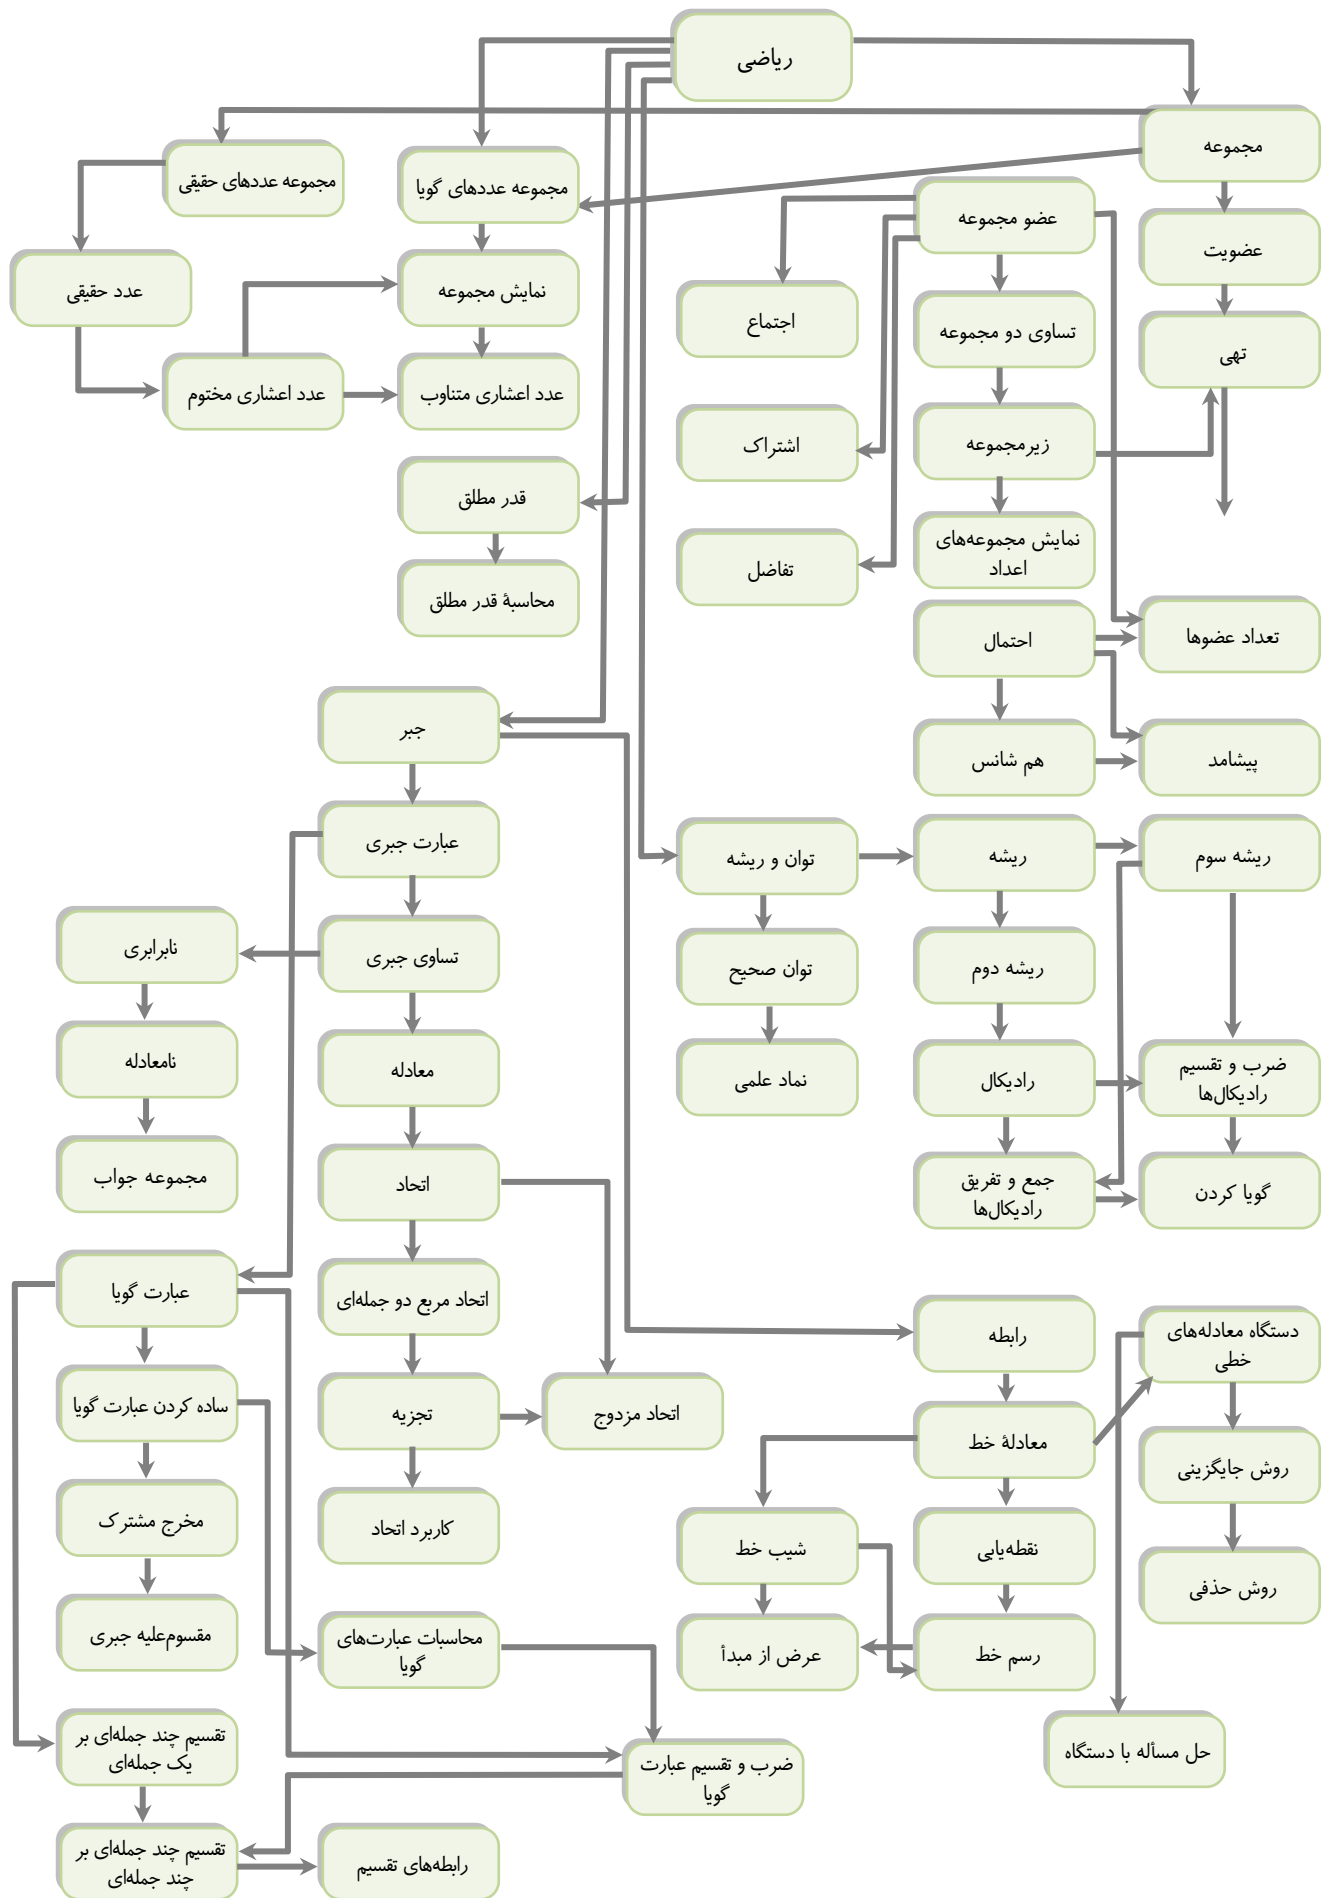 ریاضی
مجموعه
مجموعه عددهای حقیقی
مجموعه عددهای گویا
عضو مجموعه
عضویت
عدد حقیقی
نمایش مجموعه
اجتماع
تساوی دو مجموعه
تهی
عدد اعشاری مختوم
عدد اعشاری متناوب
اشتراک
زیرمجموعه
قدر مطلق
نمایش مجموعه‌های
اعداد
تفاضل
محاسبهٔ قدر مطلق
احتمال
تعداد عضوها
جبر
هم شانس
پیشامد
عبارت جبری
توان و ریشه
ریشه
ریشه سوم
نابرابری
تساوی جبری
توان صحیح
ریشه دوم
نامعادله
معادله
نماد علمی
رادیکال
ضرب و تقسیم
رادیکال‌ها
مجموعه جواب
اتحاد
جمع و تفریق
رادیکال‌ها
گویا کردن
عبارت گویا
اتحاد مربع دو جمله‌ای
رابطه
دستگاه معادله‌های
خطی
ساده کردن عبارت گویا
تجزیه
اتحاد مزدوج
معادلهٔ خط
روش جایگزینی
مخرج مشترک
کاربرد اتحاد
شیب خط
نقطه‌یابی
روش حذفی
مقسوم‌علیه جبری
محاسبات عبارت‌های
گویا
عرض از مبدأ
رسم خط
تقسیم چند جمله‌ای بر
یک جمله‌ای
ضرب و تقسیم عبارت
گویا
حل مسأله با دستگاه
تقسیم چند جمله‌ای بر
چند جمله‌ای
رابطه‌های تقسیم